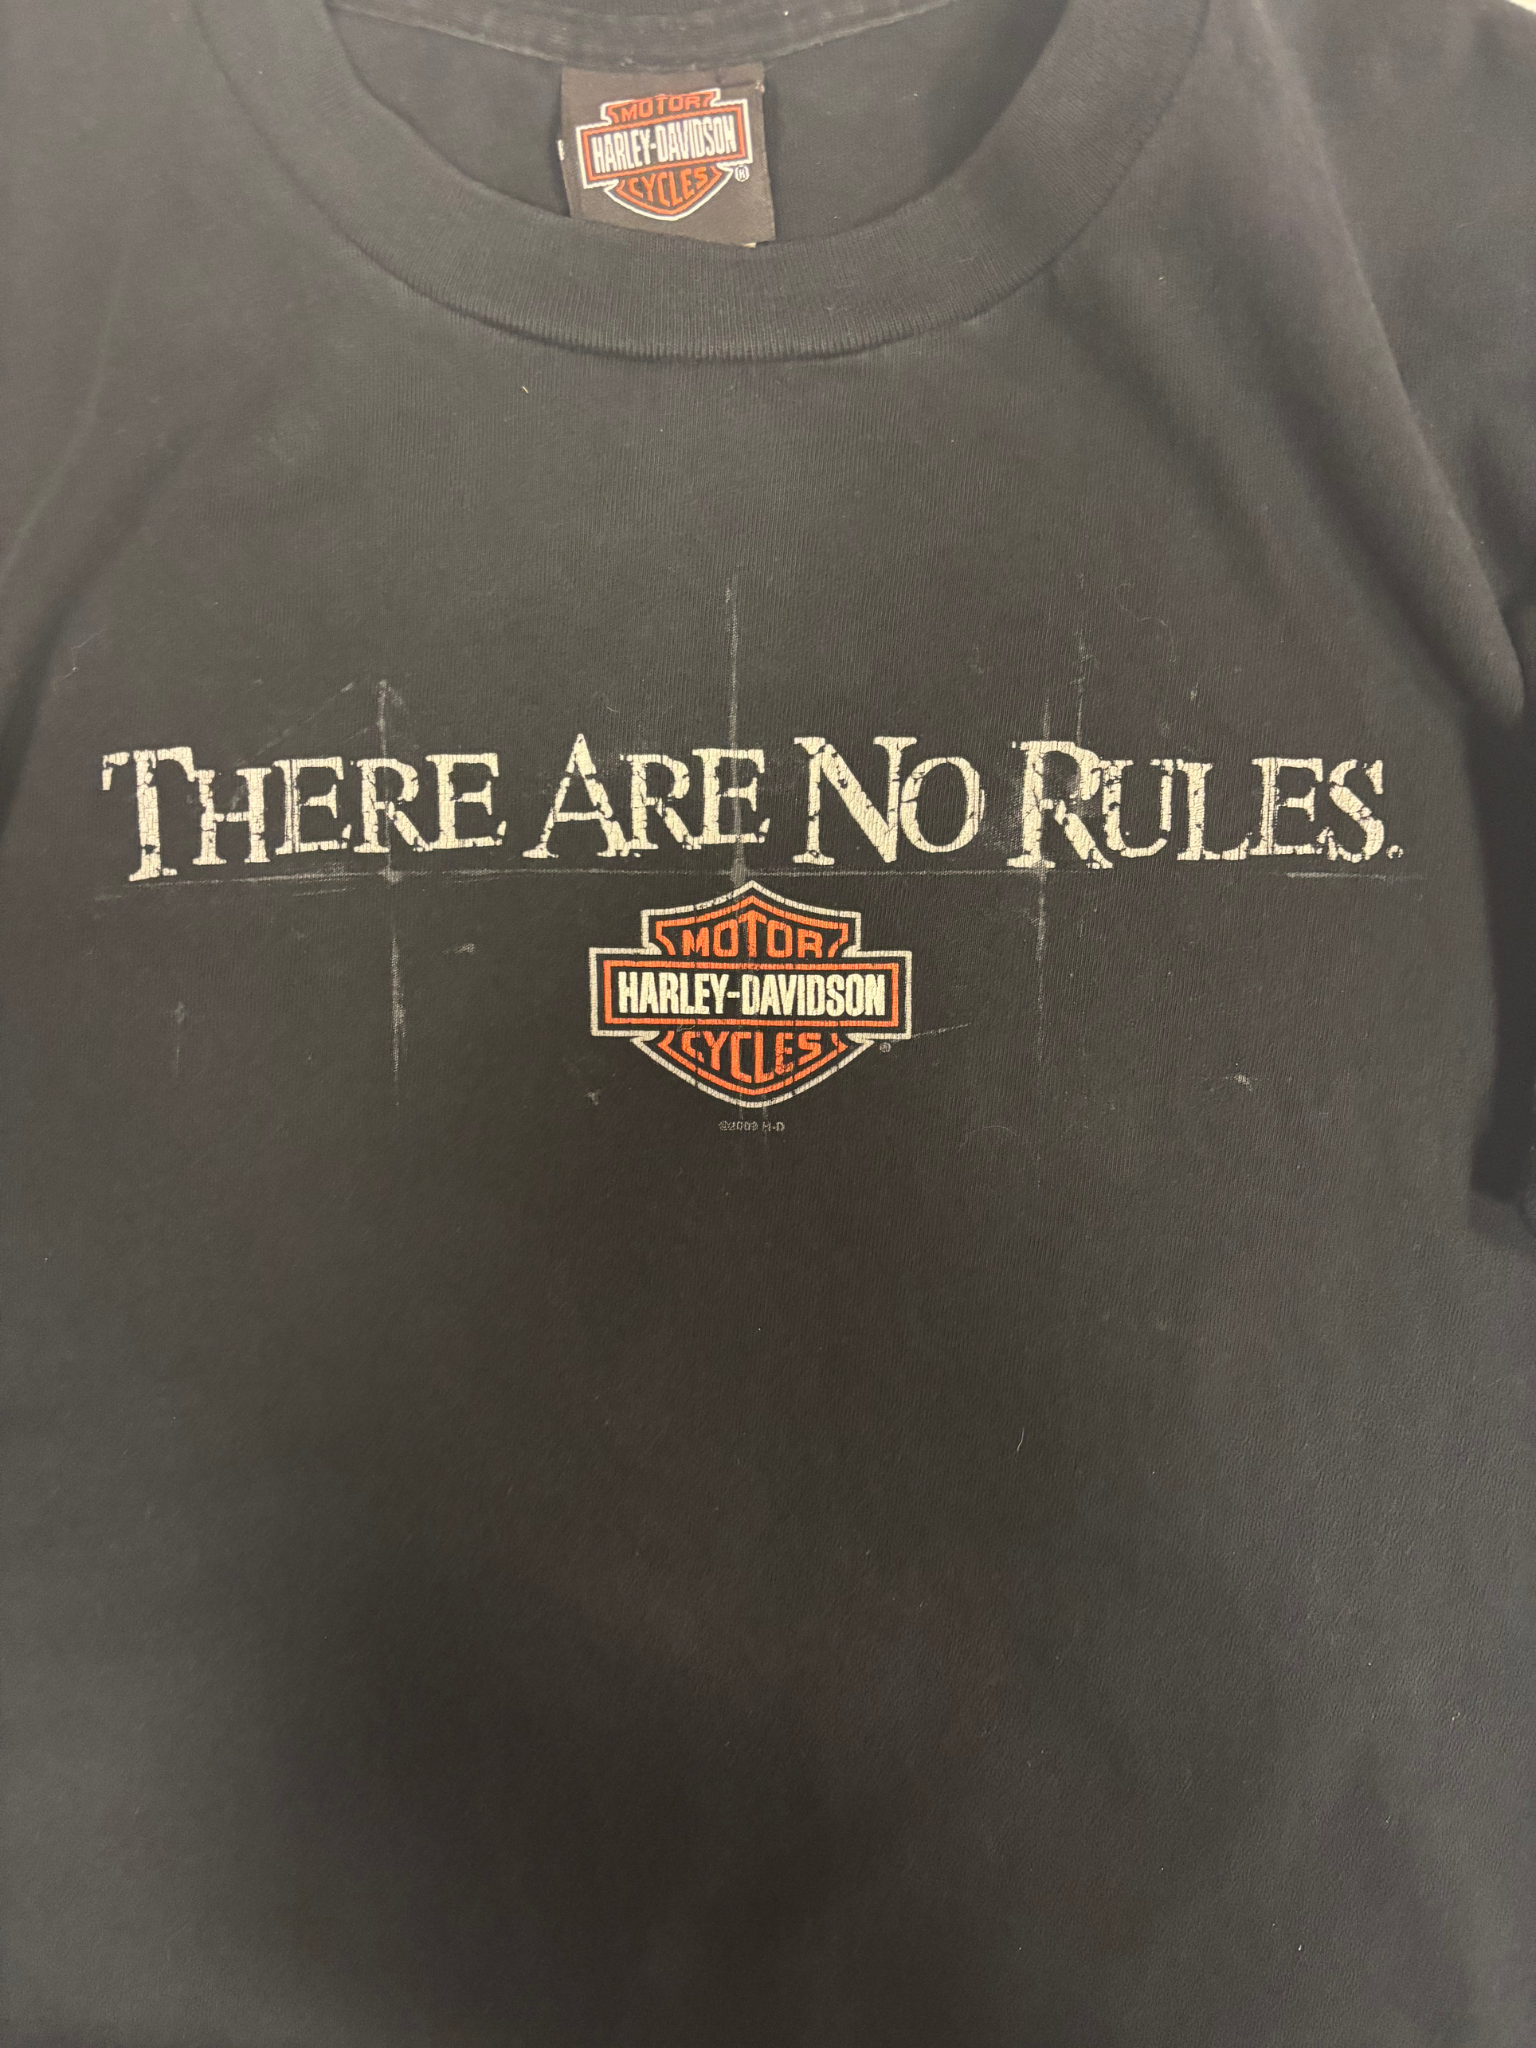 MOTOR
HARLEY-DAVIDSON
CYCLES
®
THERE ARE NO RULES.
MOTOR
HARLEY-DAVIDSON
CYCLES
®
H-D